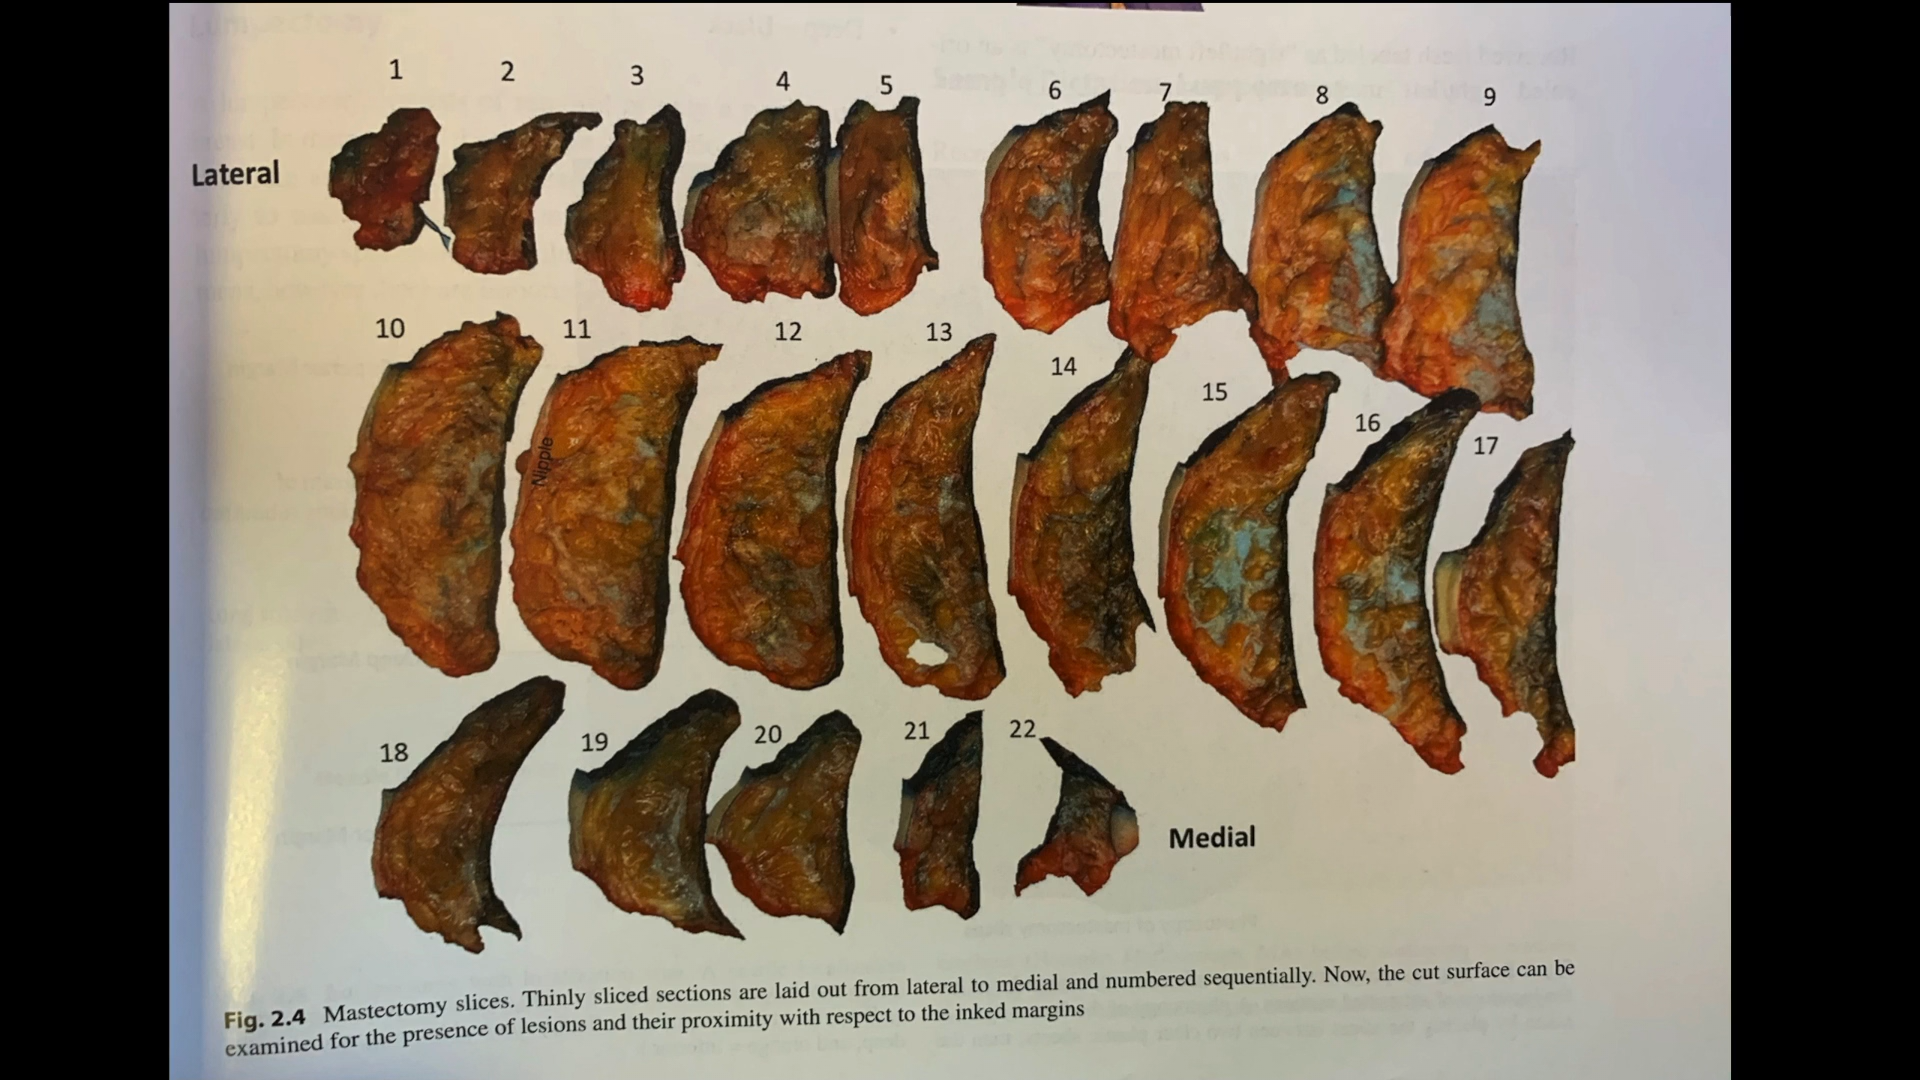 1 2 3 4 5 6 7 8 9
Lateral
10 11 12 13 14 15 16 17
Nipple
18 19 20 21 22
Medial
Fig. 2.4 Mastectomy slices. Thinly sliced sections are laid out from lateral to medial and numbered sequentially. Now, the cut surface can be
examined for the presence of lesions and their proximity with respect to the inked margins